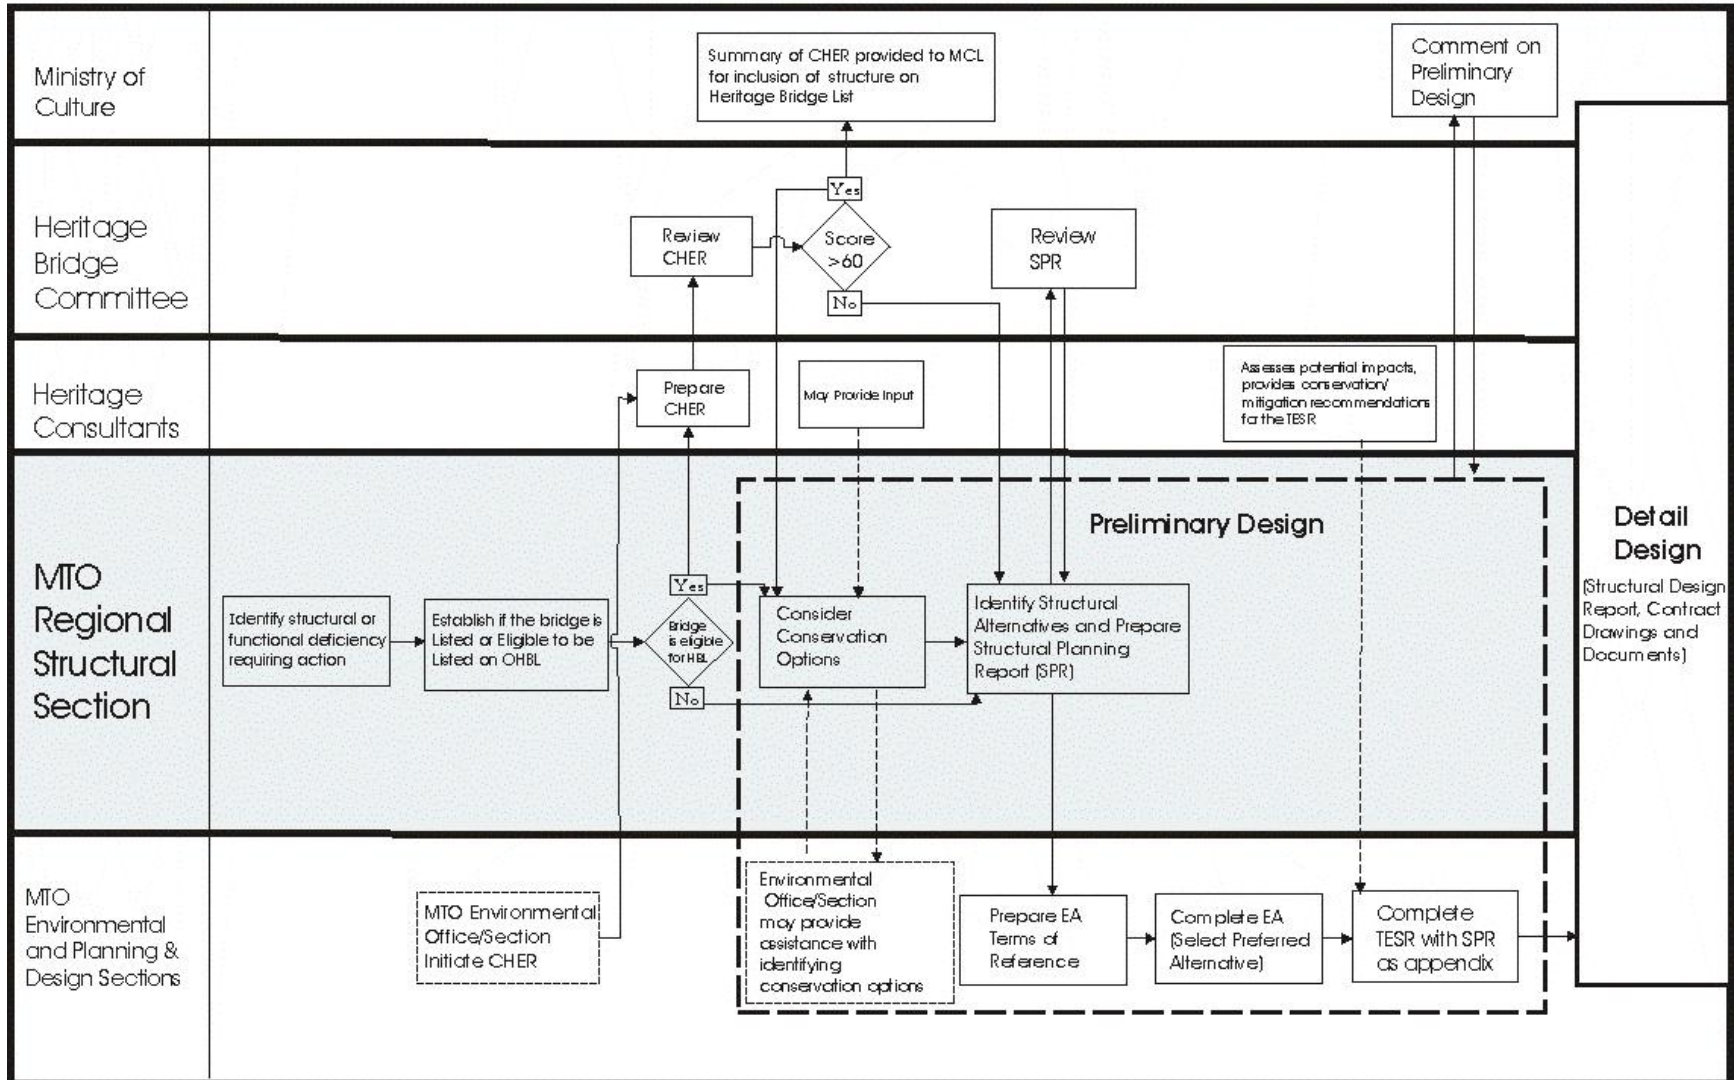 Ministry of
Culture
Summary of CHER provided to MCL
for inclusion of structure on
Heritage Bridge List
Comment on
Preliminary
Design
Heritage
Bridge
Committee
Review
CHER
Yes
Score
>60
No
Review
SPR
Heritage
Consultants
Prepare
CHER
May Provide Input
Assesses potential impacts,
provides conservation/
mitigation recommendations
for the TESR
MTO
Regional
Structural
Section
Identify structural or
functional deficiency
requiring action
Establish if the bridge is
Listed or Eligible to be
Listed on OHBL
Yes
Bridge
is eligible
for HBL
No
Preliminary Design
Consider
Conservation
Options
Identify Structural
Alternatives and Prepare
Structural Planning
Report (SPR)
Detail
Design
(Structural Design
Report, Contract
Drawings and
Documents)
MTO
Environmental
and Planning &
Design Sections
MTO Environmental
Office/Section
Initiate CHER
Environmental
Office/Section
may provide
assistance with
identifying
conservation options
Prepare EA
Terms of
Reference
Complete EA
(Select Preferred
Alternative)
Complete
TESR with SPR
as appendix